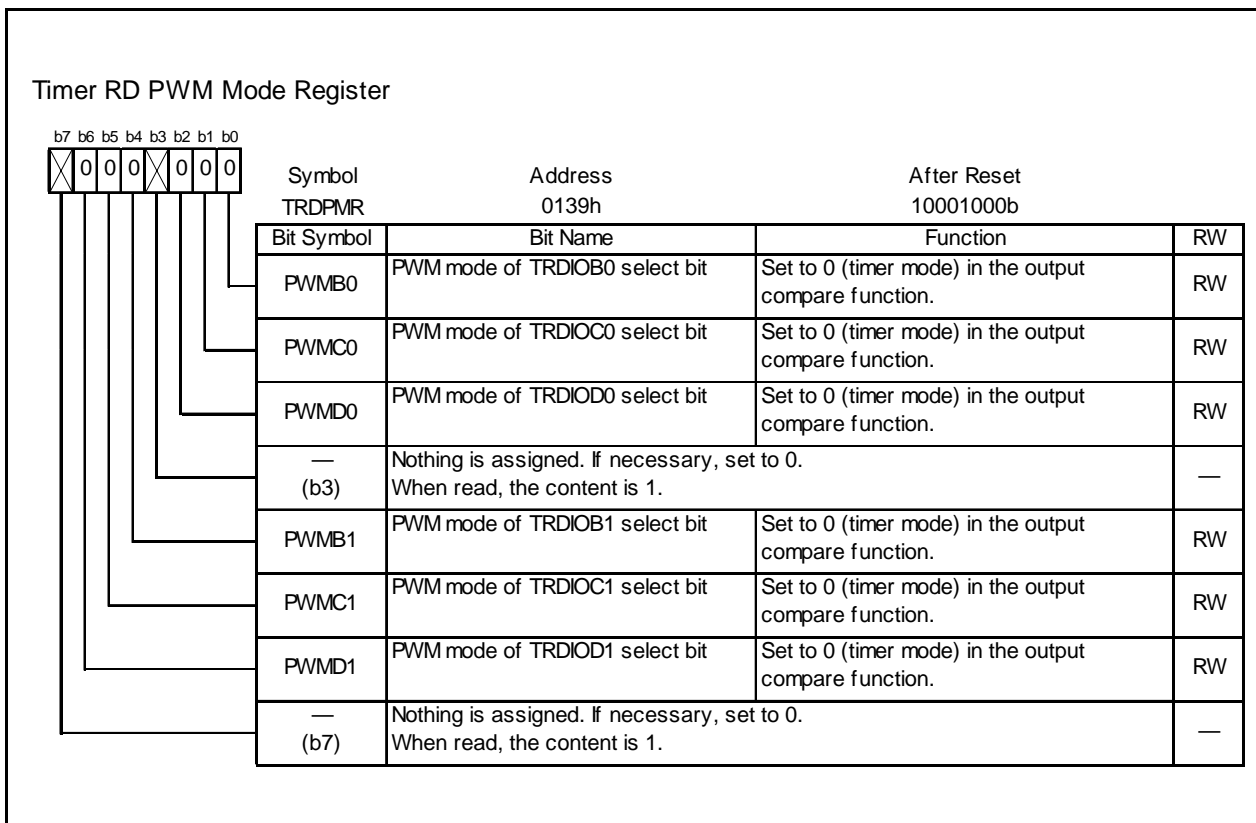 Timer RD PWM Mode Register
b7 b6 b5 b4 b3 b2 b1 b0
0 0 0 0 0 0
Symbol Address After Reset
TRDPMR 0139h 10001000b
Bit Symbol Bit Name Function RW
PWMB0 PWM mode of TRDIOB0 select bit Set to 0 (timer mode) in the output RW
compare function.
PWMC0 PWM mode of TRDIOC0 select bit Set to 0 (timer mode) in the output RW
compare function.
PWMD0 PWM mode of TRDIOD0 select bit Set to 0 (timer mode) in the output RW
compare function.
— Nothing is assigned. If necessary, set to 0. —
(b3) When read, the content is 1.
PWMB1 PWM mode of TRDIOB1 select bit Set to 0 (timer mode) in the output RW
compare function.
PWMC1 PWM mode of TRDIOC1 select bit Set to 0 (timer mode) in the output RW
compare function.
PWMD1 PWM mode of TRDIOD1 select bit Set to 0 (timer mode) in the output RW
compare function.
— Nothing is assigned. If necessary, set to 0. —
(b7) When read, the content is 1.